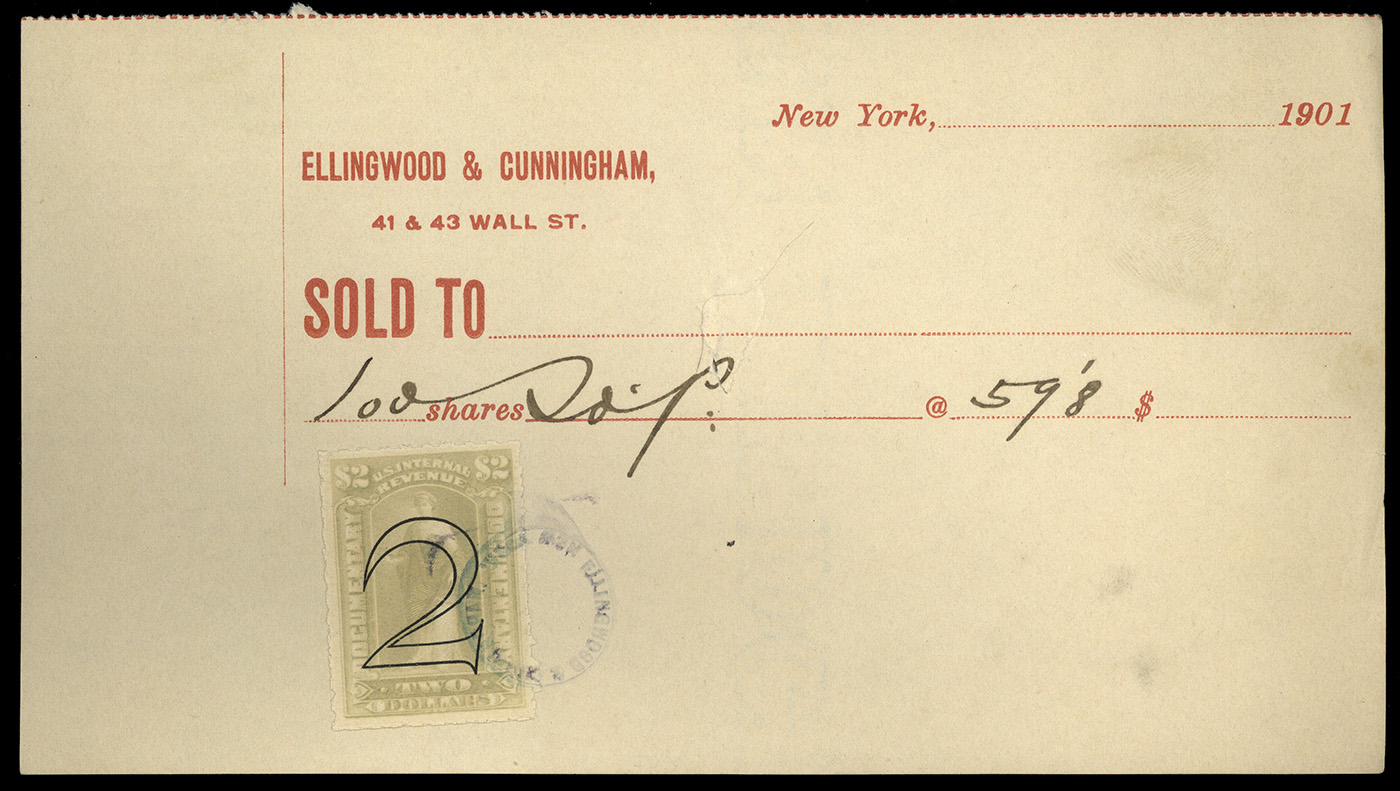 New York, 1901
ELLINGWOOD & CUNNINGHAM,
41 & 43 WALL ST.
SOLD TO
100 shares @ 59⅛ $
$2 U.S. INTERNAL REVENUE $2
DOCUMENTARY
DOCUMENTARY
2
TWO
DOLLARS
ELLINGWOOD &